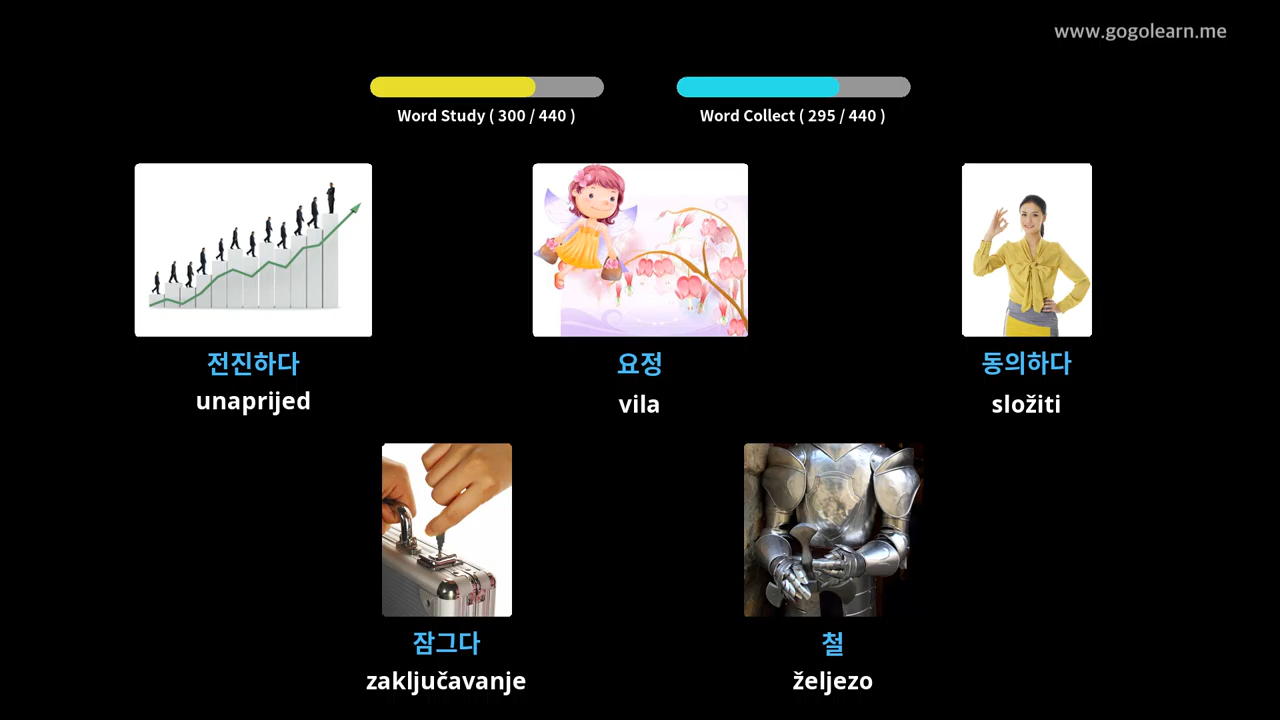 www.gogolearn.me
Word Study ( 300 / 440 )
Word Collect ( 295 / 440 )
전진하다
unaprijed
요정
vila
동의하다
složiti
잠그다
zaključavanje
철
željezo